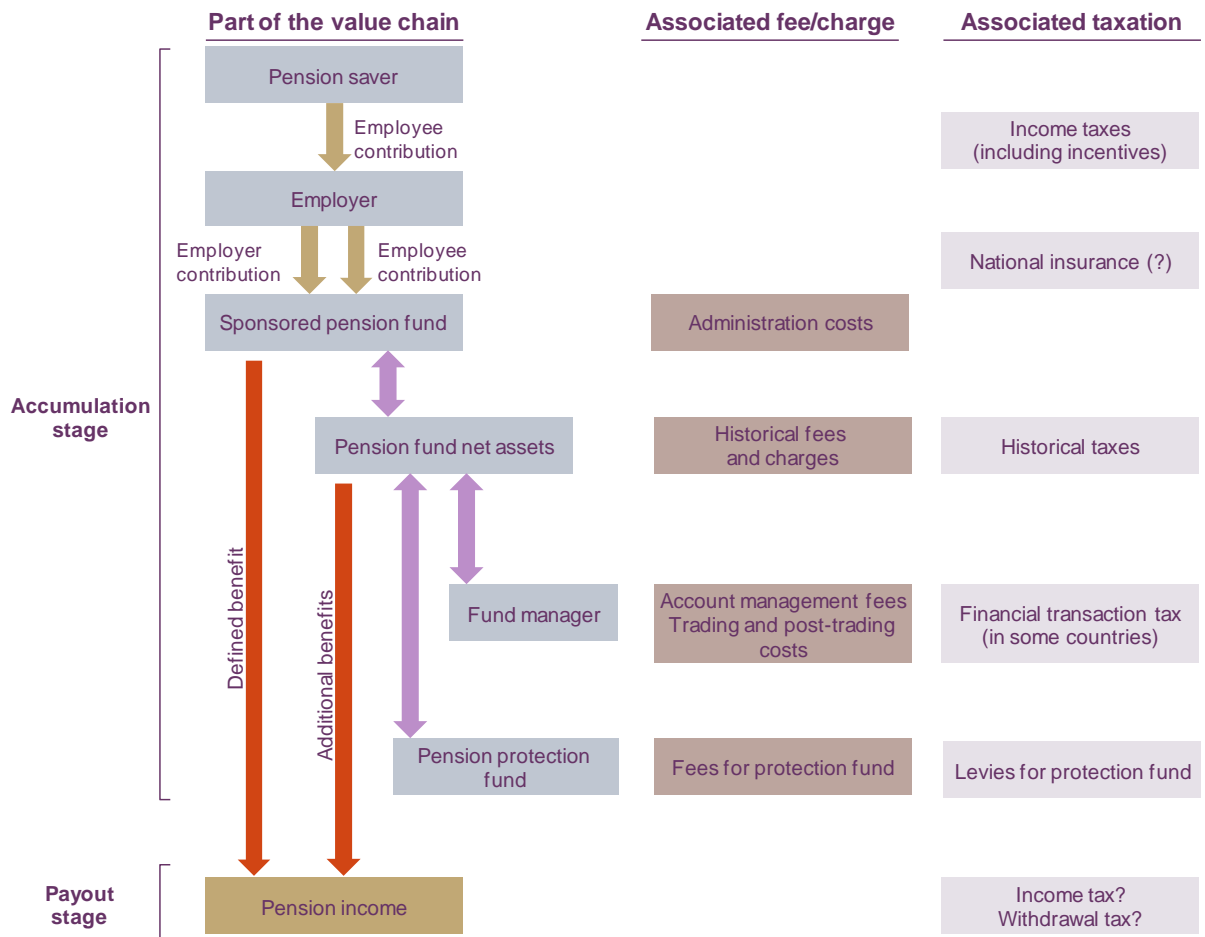 Part of the value chain
Associated fee/charge
Associated taxation
Pension saver
Employee
contribution
Income taxes
(including incentives)
Employer
Employer
contribution
Employee
contribution
National insurance (?)
Sponsored pension fund
Administration costs
Accumulation
stage
Pension fund net assets
Historical fees
and charges
Historical taxes
Defined benefit
Additional benefits
Fund manager
Account management fees
Trading and post-trading
costs
Financial transaction tax
(in some countries)
Pension protection
fund
Fees for protection fund
Levies for protection fund
Payout
stage
Pension income
Income tax?
Withdrawal tax?